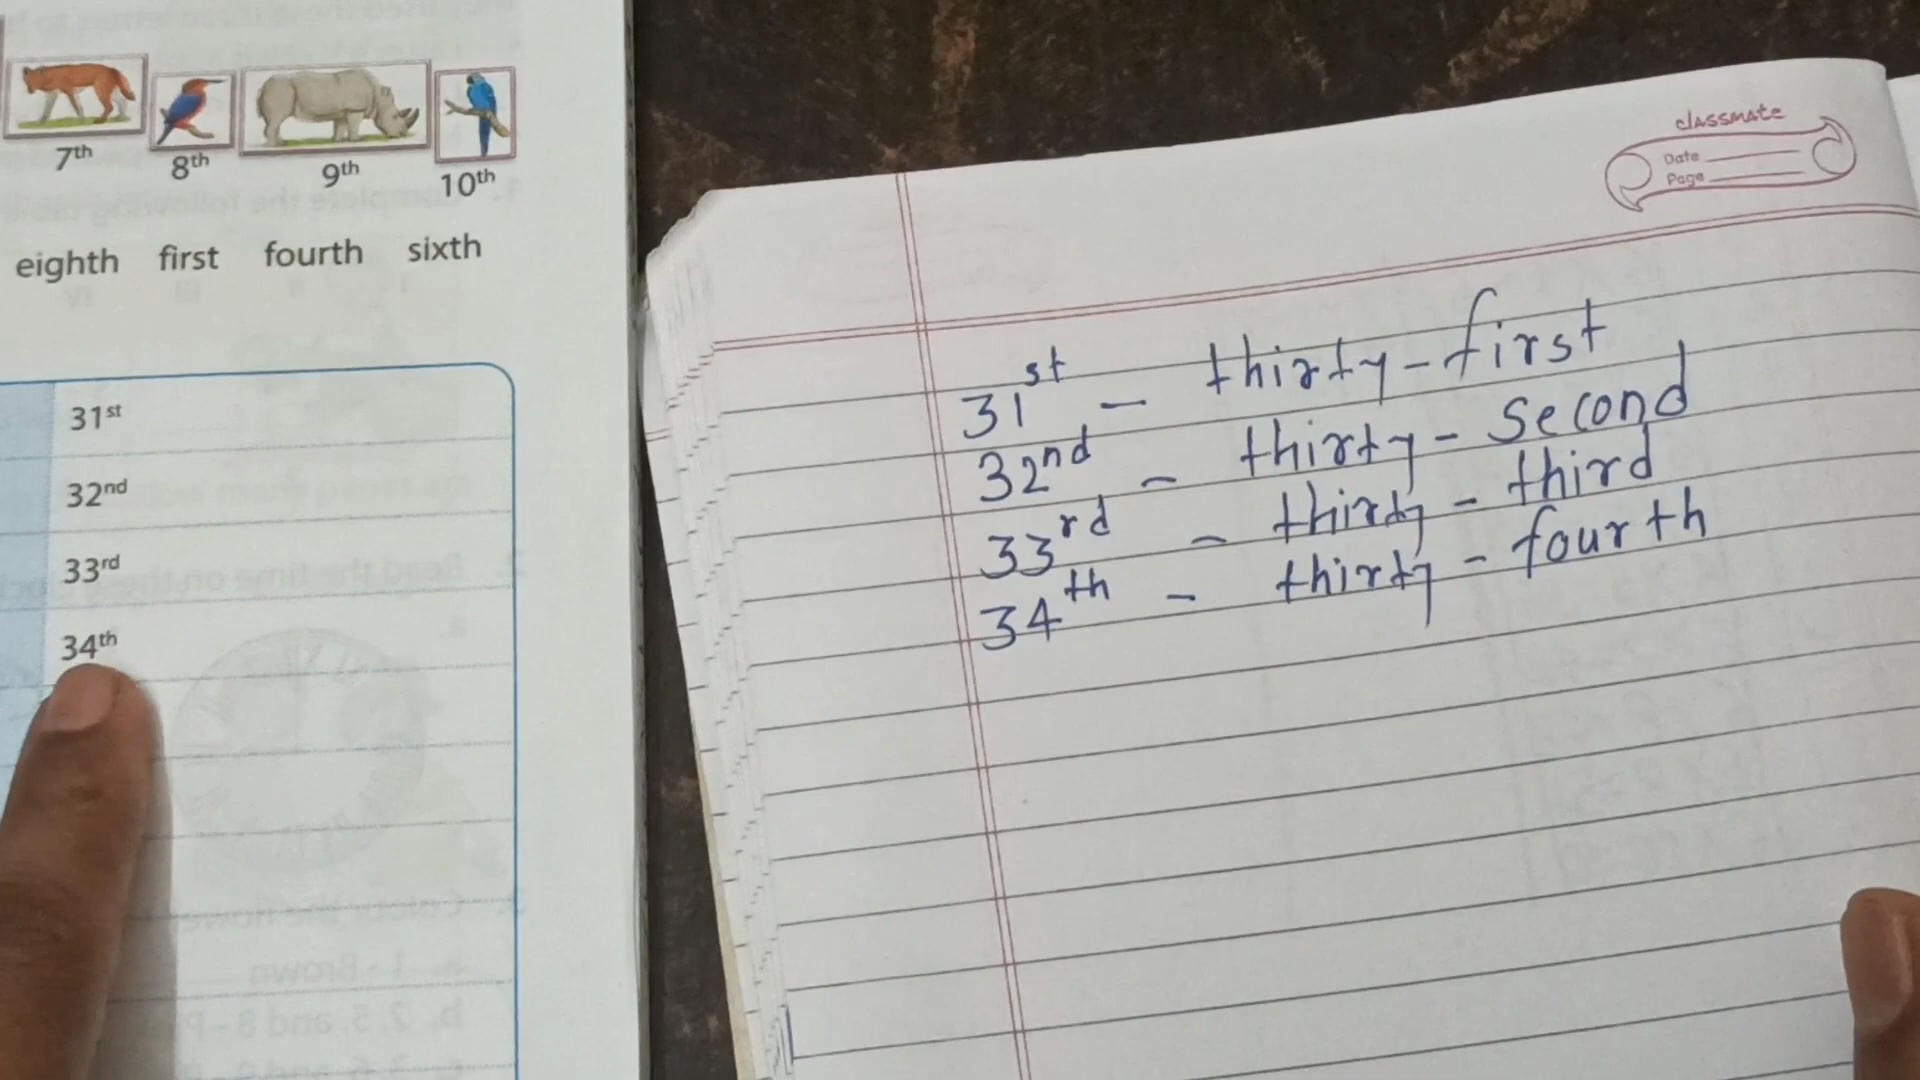 7th 8th 9th 10th
eighth first fourth sixth
31st
32nd
33rd
34th
classmate
Date
Page
31st – thirty-first
32nd – thirty-second
33rd – thirty-third
34th – thirty-fourth